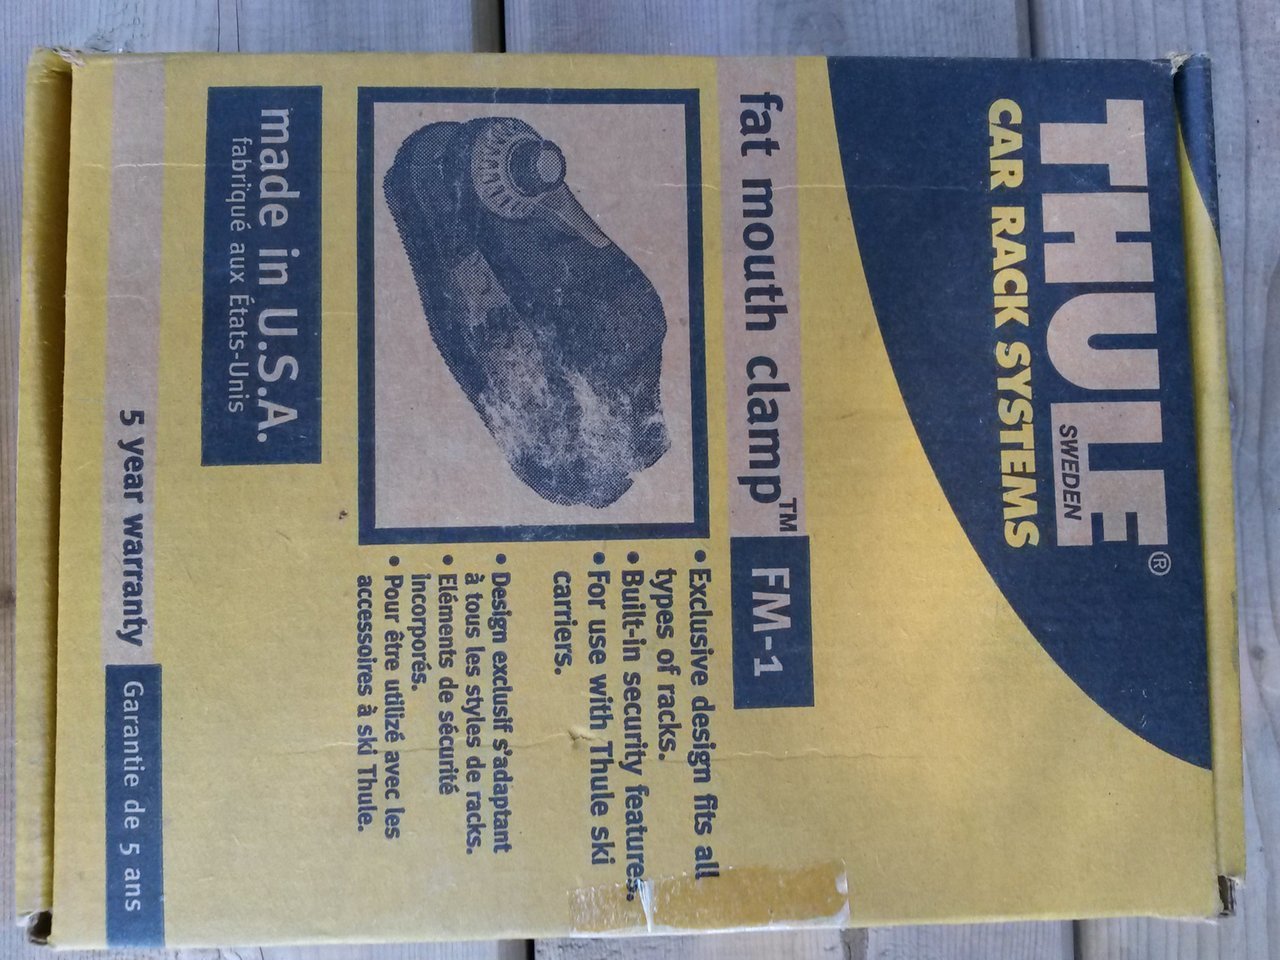 THULE®
SWEDEN
CAR RACK SYSTEMS
fat mouth clamp™ FM-1
• Exclusive design fits all
types of racks.
• Built-in security features.
• For use with Thule ski
carriers.
• Design exclusif s'adaptant
à tous les styles de racks.
• Eléments de sécurité
incorporés.
• Pour être utilizé avec les
accessoires à ski Thule.
made in U.S.A.
fabriqué aux États-Unis
5 year warranty Garantie de 5 ans